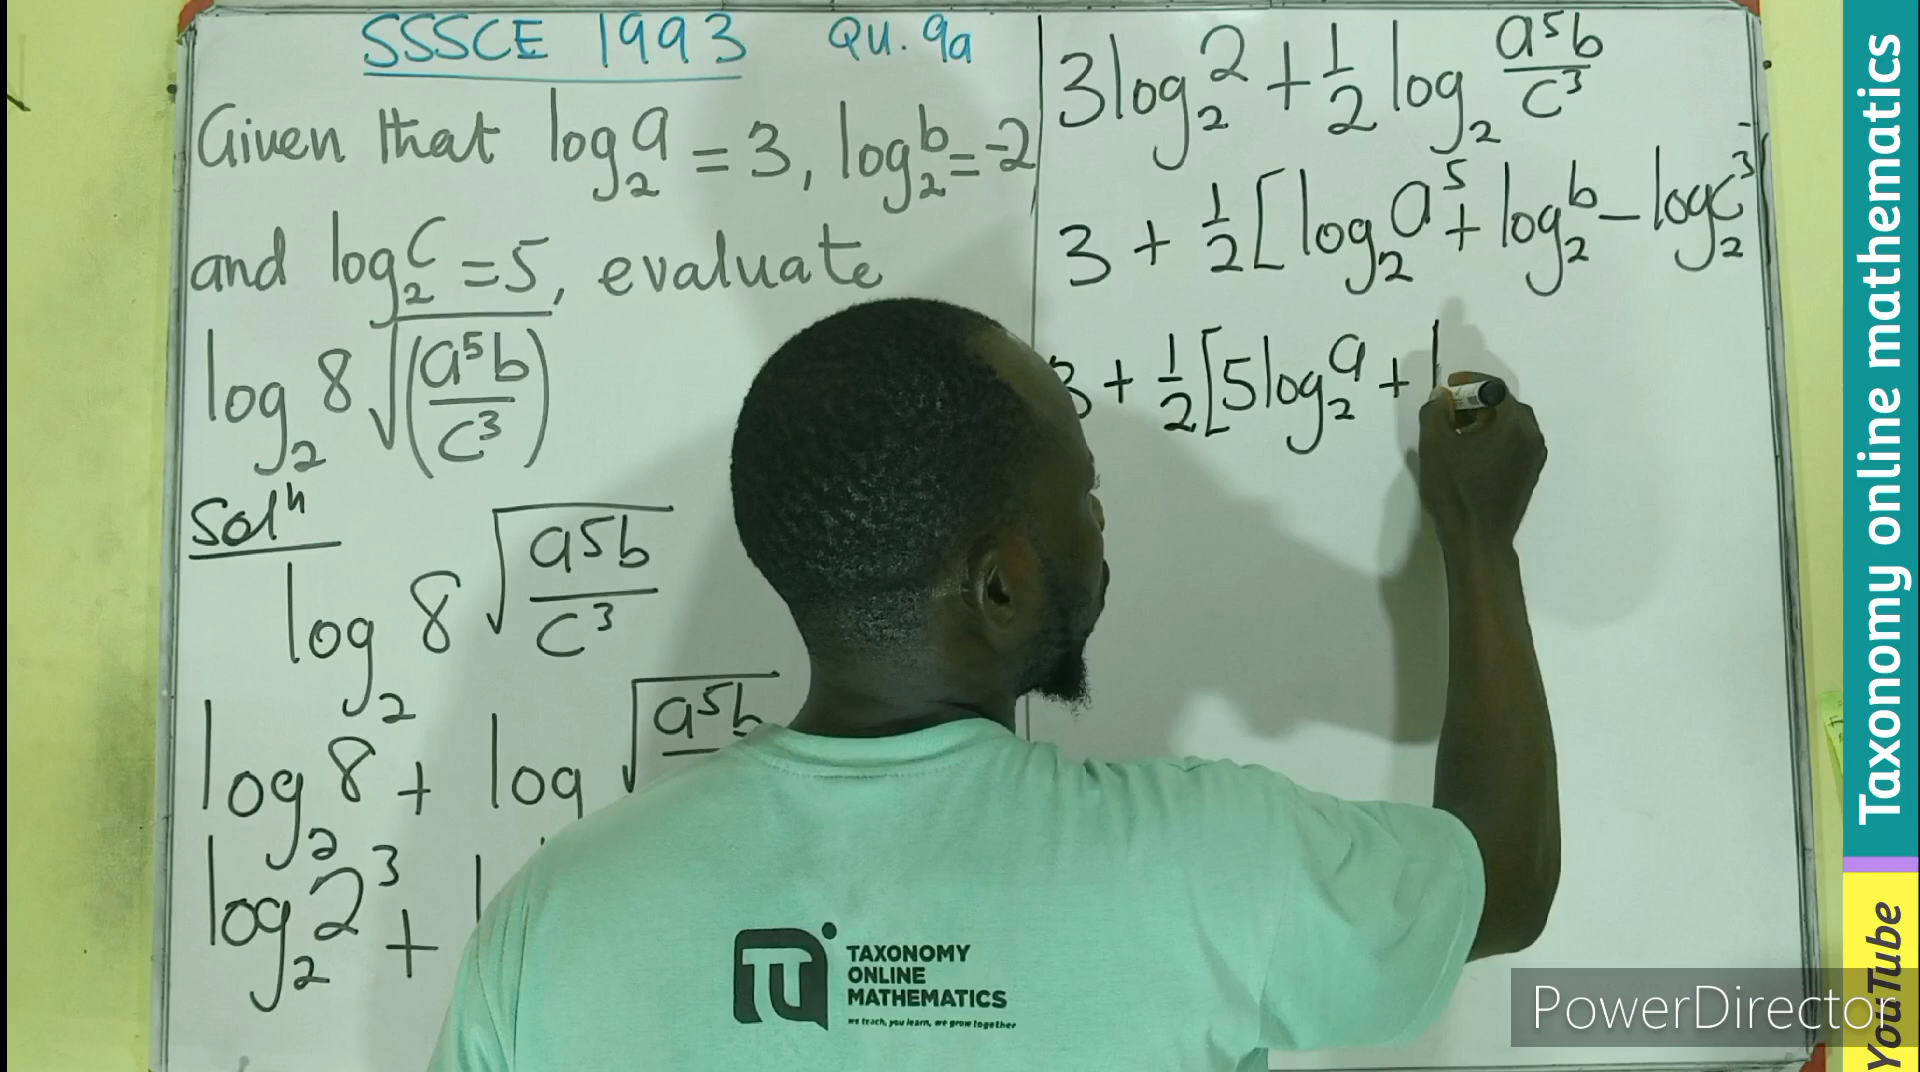 SSSCE 1993 QU. 9a
Given that log₂a = 3, log₂b = -2
and log₂c = 5, evaluate
log₂ 8√(a⁵b/c³)
Solⁿ
log₂ 8√a⁵b/c³
log₂8 + log √a⁵b
log₂2³ +
3log₂2 + 1/2 log₂ a⁵b/c³
3 + 1/2[log₂a⁵ + log₂b - log₂c³]
3 + 1/2[5log₂a +
TAXONOMY
ONLINE
MATHEMATICS
we teach, you learn, we grow together
Taxonomy online mathematics
YouTube
PowerDirector